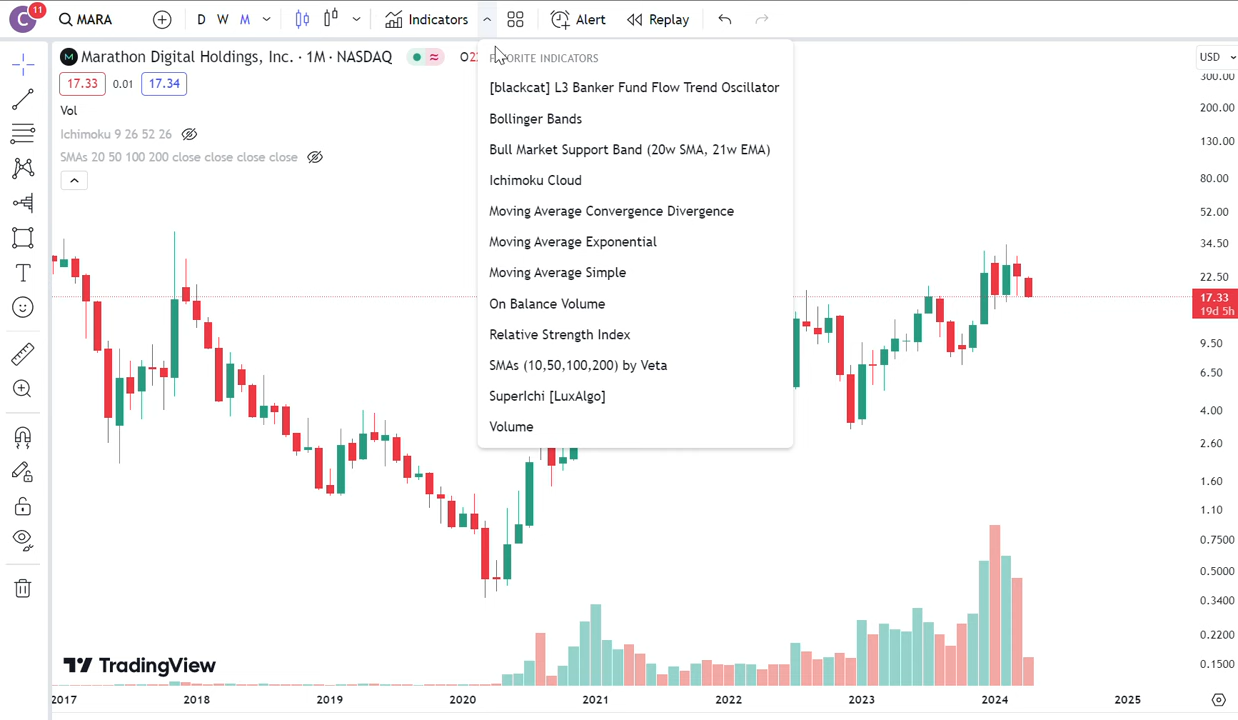 C
11
MARA
D
W
M
Indicators
Alert
Replay
Marathon Digital Holdings, Inc. · 1M · NASDAQ
USD
17.33
0.01
17.34
Vol
Ichimoku 9 26 52 26
SMAs 20 50 100 200 close close close close
[blackcat] L3 Banker Fund Flow Trend Oscillator
Bollinger Bands
Bull Market Support Band (20w SMA, 21w EMA)
Ichimoku Cloud
Moving Average Convergence Divergence
Moving Average Exponential
Moving Average Simple
On Balance Volume
Relative Strength Index
SMAs (10,50,100,200) by Veta
SuperIchi [LuxAlgo]
Volume
INDICATORS
300.00
200.00
130.00
80.00
52.00
34.50
22.50
17.33
19d 5h
9.50
6.50
4.00
2.60
1.60
1.10
0.7500
0.5000
0.3400
0.2200
0.1500
TradingView
2017
2018
2019
2020
2021
2022
2023
2024
2025